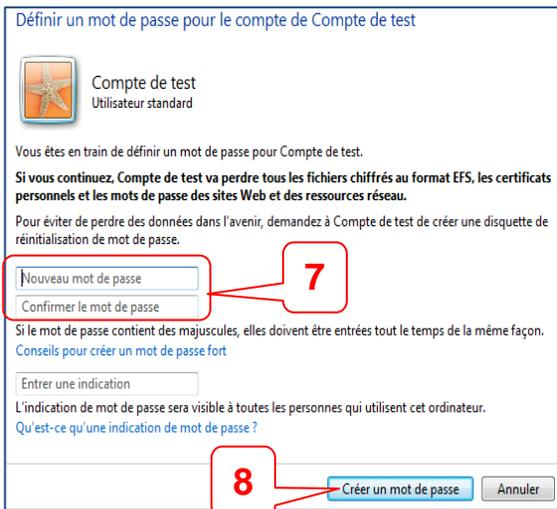 Définir un mot de passe pour le compte de Compte de test
Compte de test
Utilisateur standard
Vous êtes en train de définir un mot de passe pour Compte de test.
Si vous continuez, Compte de test va perdre tous les fichiers chiffrés au format EFS, les certificats
personnels et les mots de passe des sites Web et des ressources réseau.
Pour éviter de perdre des données dans l'avenir, demandez à Compte de test de créer une disquette de
réinitialisation de mot de passe.
Nouveau mot de passe
7
Confirmer le mot de passe
Si le mot de passe contient des majuscules, elles doivent être entrées tout le temps de la même façon.
Conseils pour créer un mot de passe fort
Entrer une indication
L'indication de mot de passe sera visible à toutes les personnes qui utilisent cet ordinateur.
Qu'est-ce qu'une indication de mot de passe ?
8
Créer un mot de passe
Annuler